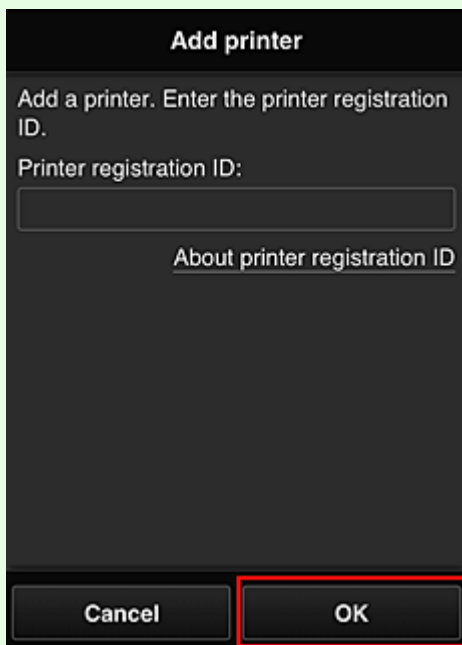 Add printer
Add a printer. Enter the printer registration
ID.
Printer registration ID:
About printer registration ID
Cancel
OK